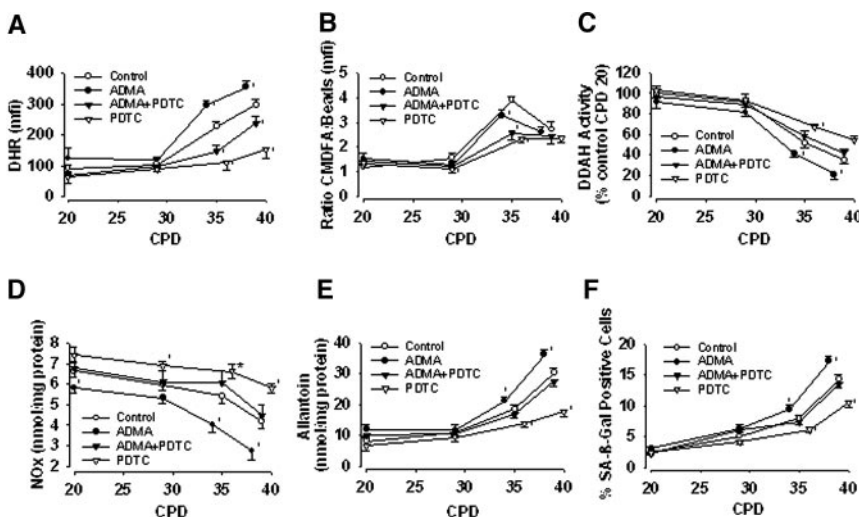 A
DHR (mfi)
400
300
200
100
0
20
25
30
35
40
CPD
Control
ADMA
ADMA+PDTC
PDTC
B
Ratio CMDFA:Beads (mfi)
5
4
3
2
1
0
20
25
30
35
40
CPD
Control
ADMA
ADMA+PDTC
PDTC
C
DDAH Activity
(% control CPD 20)
120
100
80
60
40
20
0
20
25
30
35
40
CPD
Control
ADMA
ADMA+PDTC
PDTC
D
NOx (nmol/mg protein)
8
7
6
5
4
3
2
20
25
30
35
40
CPD
Control
ADMA
ADMA+PDTC
PDTC
E
Allantoin
(nmol/mg protein)
40
30
20
10
0
20
25
30
35
40
CPD
Control
ADMA
ADMA+PDTC
PDTC
F
% SA-ß-Gal Positive Cells
20
15
10
5
0
20
25
30
35
40
CPD
Control
ADMA
ADMA+PDTC
PDTC